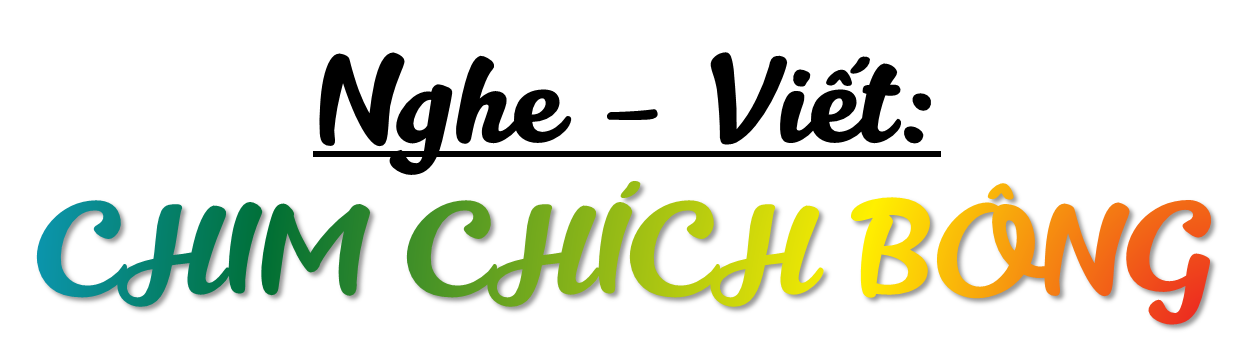 Nghe – Viết:
CHIM CHÍCH BÔNG